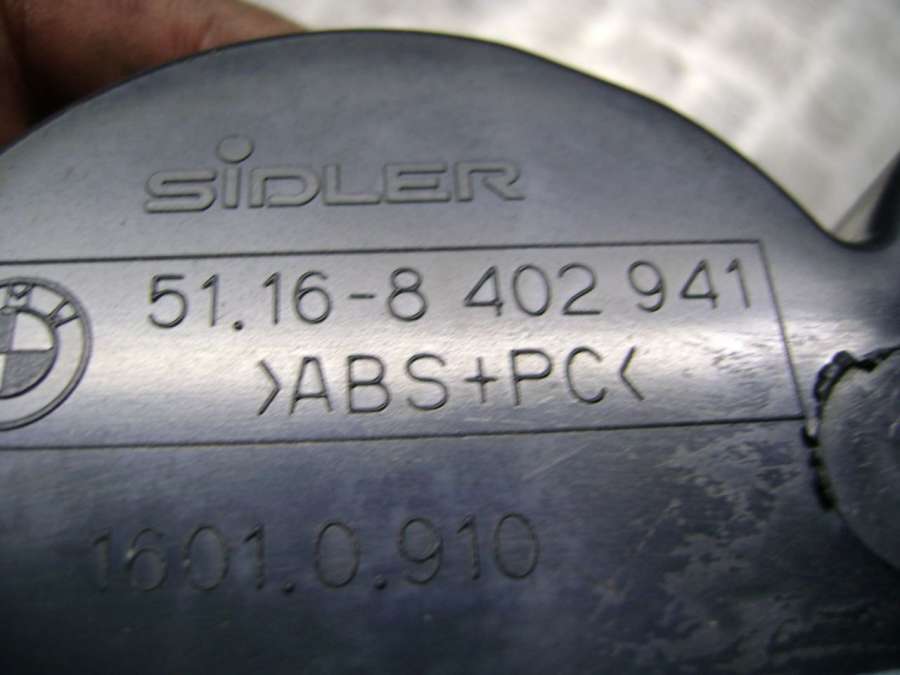 SiDLER
51.16-8 402 941
>ABS+PC<
1601.0.910